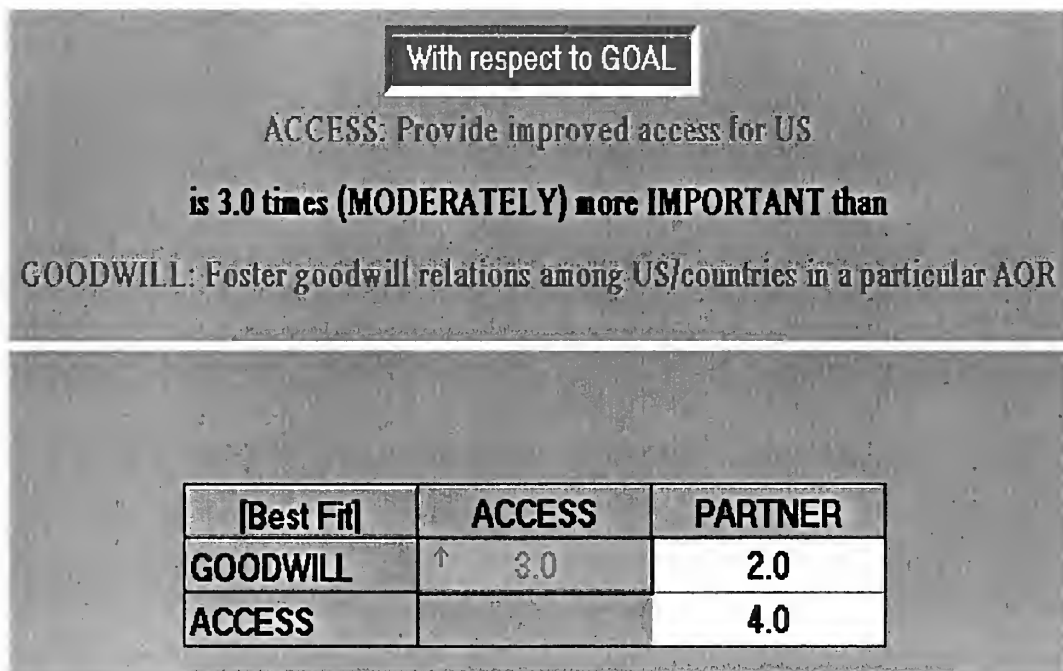 With respect to GOAL
ACCESS: Provide improved access for US
is 3.0 times (MODERATELY) more IMPORTANT than
GOODWILL: Foster goodwill relations among US/countries in a particular AOR
[Best Fit] ACCESS PARTNER
GOODWILL ↑ 3.0 2.0
ACCESS 4.0